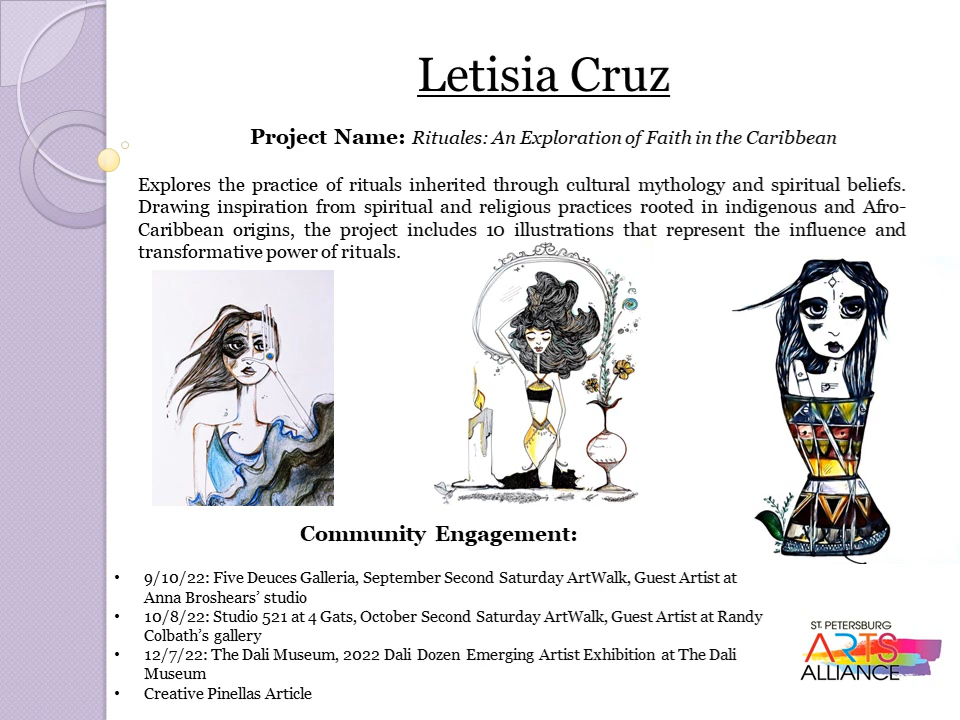 Letisia Cruz
Project Name: Rituales: An Exploration of Faith in the Caribbean
Explores the practice of rituals inherited through cultural mythology and spiritual beliefs.
Drawing inspiration from spiritual and religious practices rooted in indigenous and Afro-
Caribbean origins, the project includes 10 illustrations that represent the influence and
transformative power of rituals.
Community Engagement:
• 9/10/22: Five Deuces Galleria, September Second Saturday ArtWalk, Guest Artist at
Anna Broshears’ studio
• 10/8/22: Studio 521 at 4 Gats, October Second Saturday ArtWalk, Guest Artist at Randy
Colbath’s gallery
• 12/7/22: The Dali Museum, 2022 Dali Dozen Emerging Artist Exhibition at The Dali
Museum
• Creative Pinellas Article
ST. PETERSBURG
ARTS
ALLIANCE